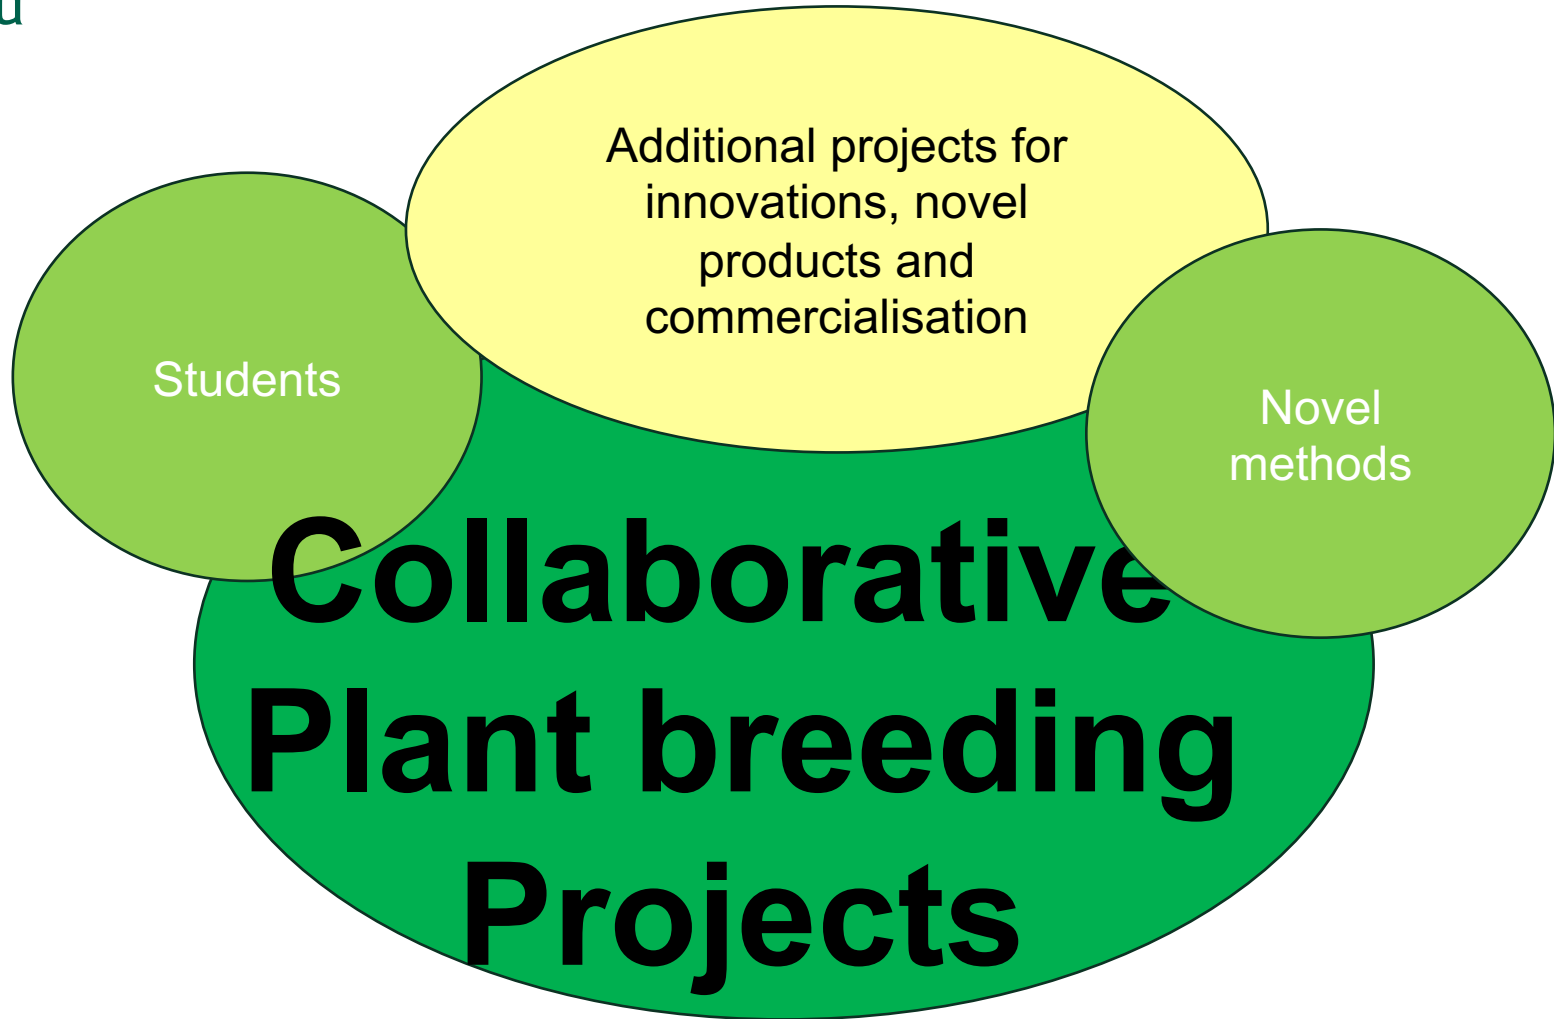 Additional projects for
innovations, novel
products and
commercialisation
Students
Novel
methods
Collaborative
Plant breeding
Projects